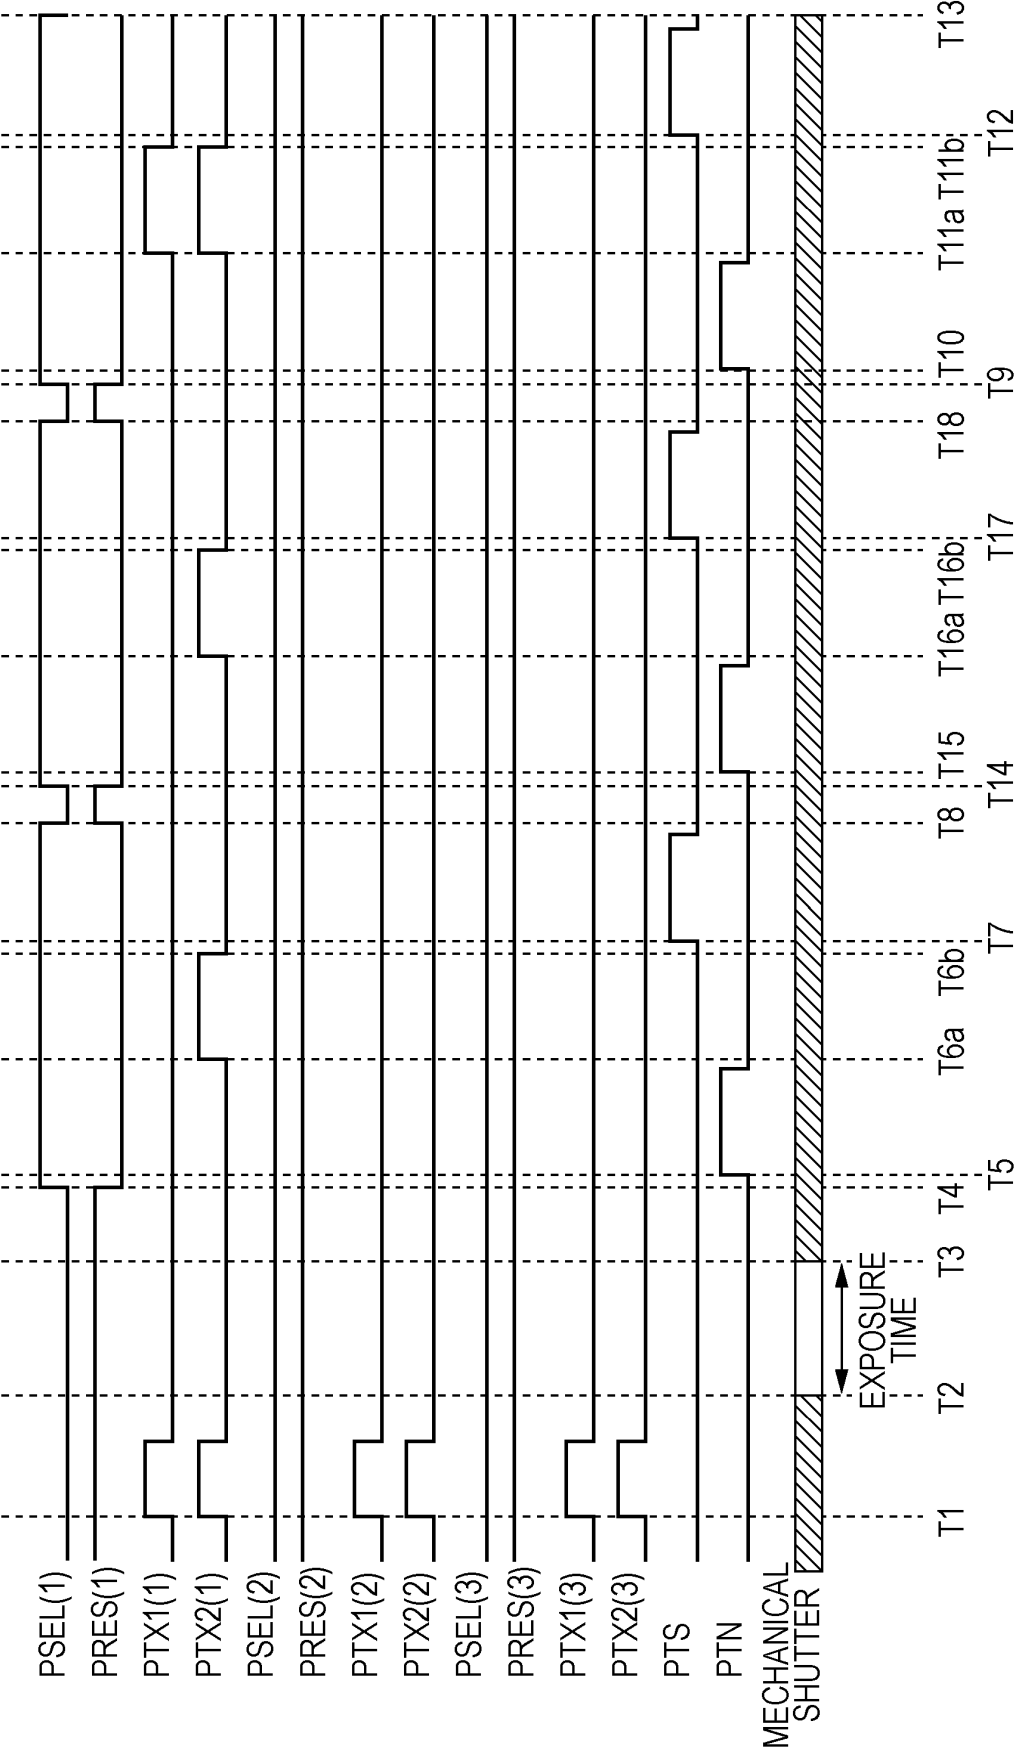 PSEL(1)
PRES(1)
PTX1(1)
PTX2(1)
PSEL(2)
PRES(2)
PTX1(2)
PTX2(2)
PSEL(3)
PRES(3)
PTX1(3)
PTX2(3)
PTS
PTN
MECHANICAL
SHUTTER
EXPOSURE
TIME
T1
T2
T3
T4
T5
T6a
T6b
T7
T8
T14
T15
T16a
T16b
T17
T18
T9
T10
T11a
T11b
T12
T13